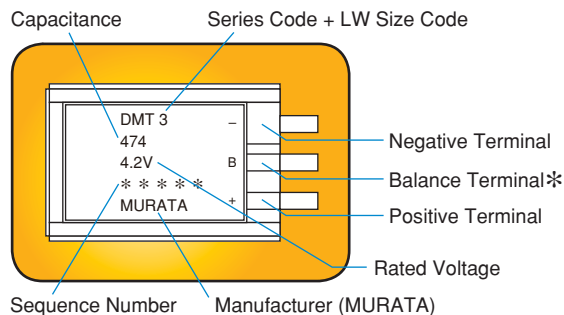 Capacitance
Series Code + LW Size Code
DMT 3
–
474
4.2V
B
✻ ✻ ✻ ✻ ✻
MURATA
+
Negative Terminal
Balance Terminal✻
Positive Terminal
Rated Voltage
Sequence Number
Manufacturer (MURATA)